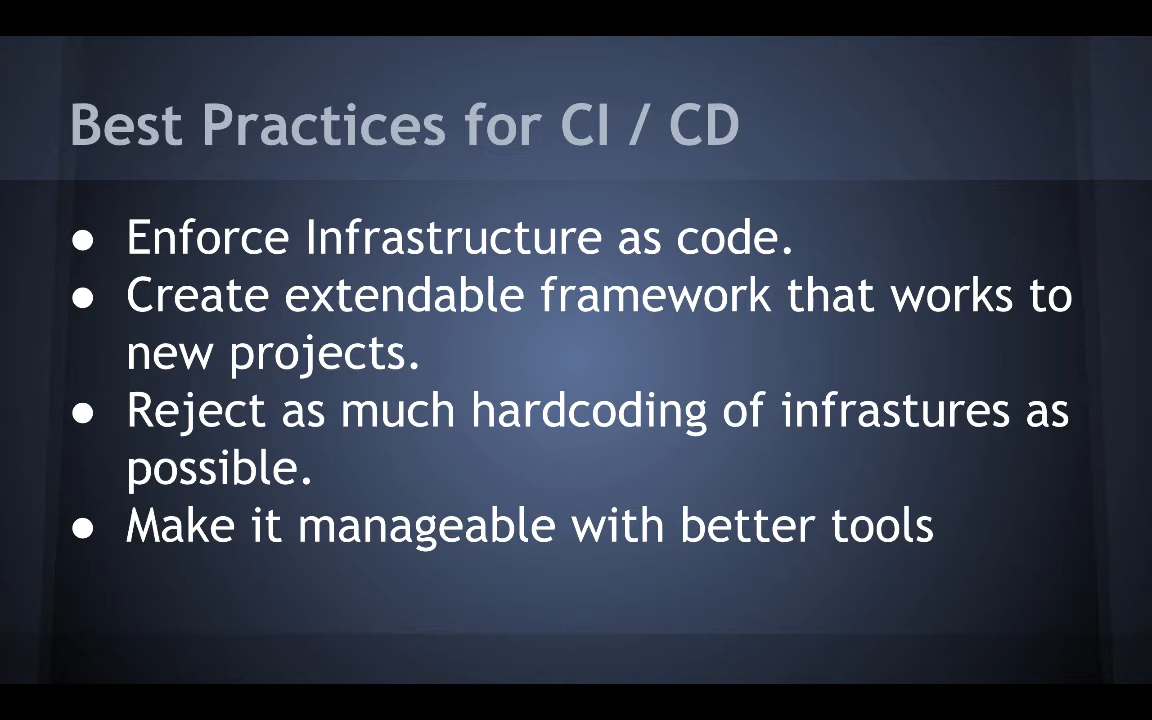 Best Practices for CI / CD
● Enforce Infrastructure as code.
● Create extendable framework that works to
new projects.
● Reject as much hardcoding of infrastures as
possible.
● Make it manageable with better tools